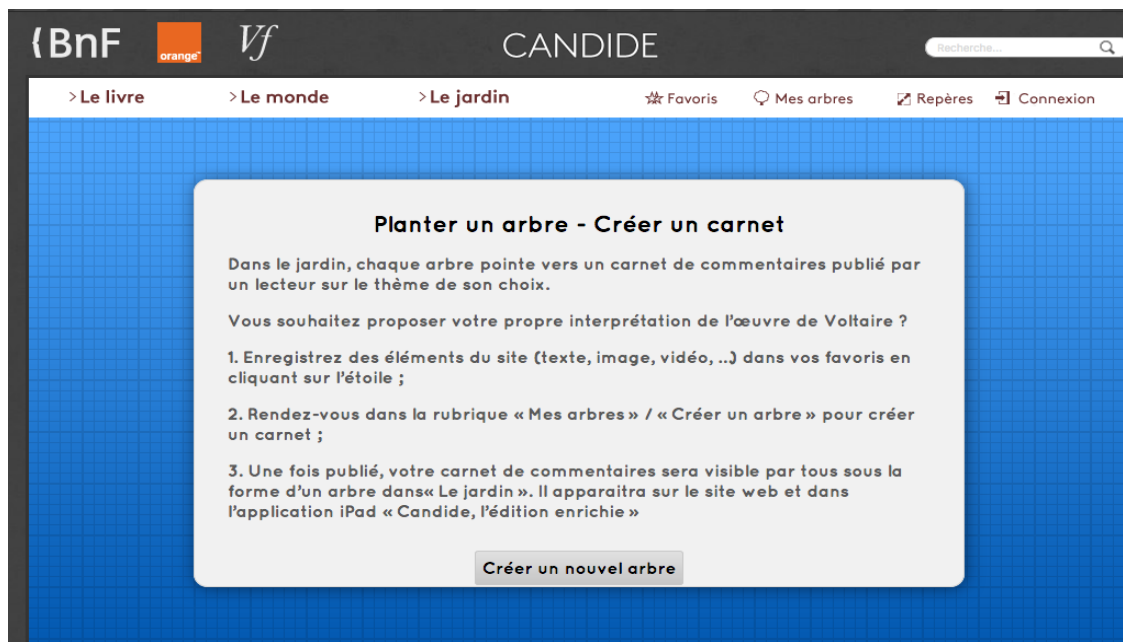 {BnF
orange™
Vf
CANDIDE
Recherche...
> Le livre
> Le monde
> Le jardin
Favoris
Mes arbres
Repères
Connexion
Planter un arbre - Créer un carnet
Dans le jardin, chaque arbre pointe vers un carnet de commentaires publié par
un lecteur sur le thème de son choix.
Vous souhaitez proposer votre propre interprétation de l'œuvre de Voltaire ?
1. Enregistrez des éléments du site (texte, image, vidéo, ...) dans vos favoris en
cliquant sur l'étoile ;
2. Rendez-vous dans la rubrique « Mes arbres » / « Créer un arbre » pour créer
un carnet ;
3. Une fois publié, votre carnet de commentaires sera visible par tous sous la
forme d'un arbre dans« Le jardin ». Il apparaitra sur le site web et dans
l'application iPad « Candide, l'édition enrichie »
Créer un nouvel arbre